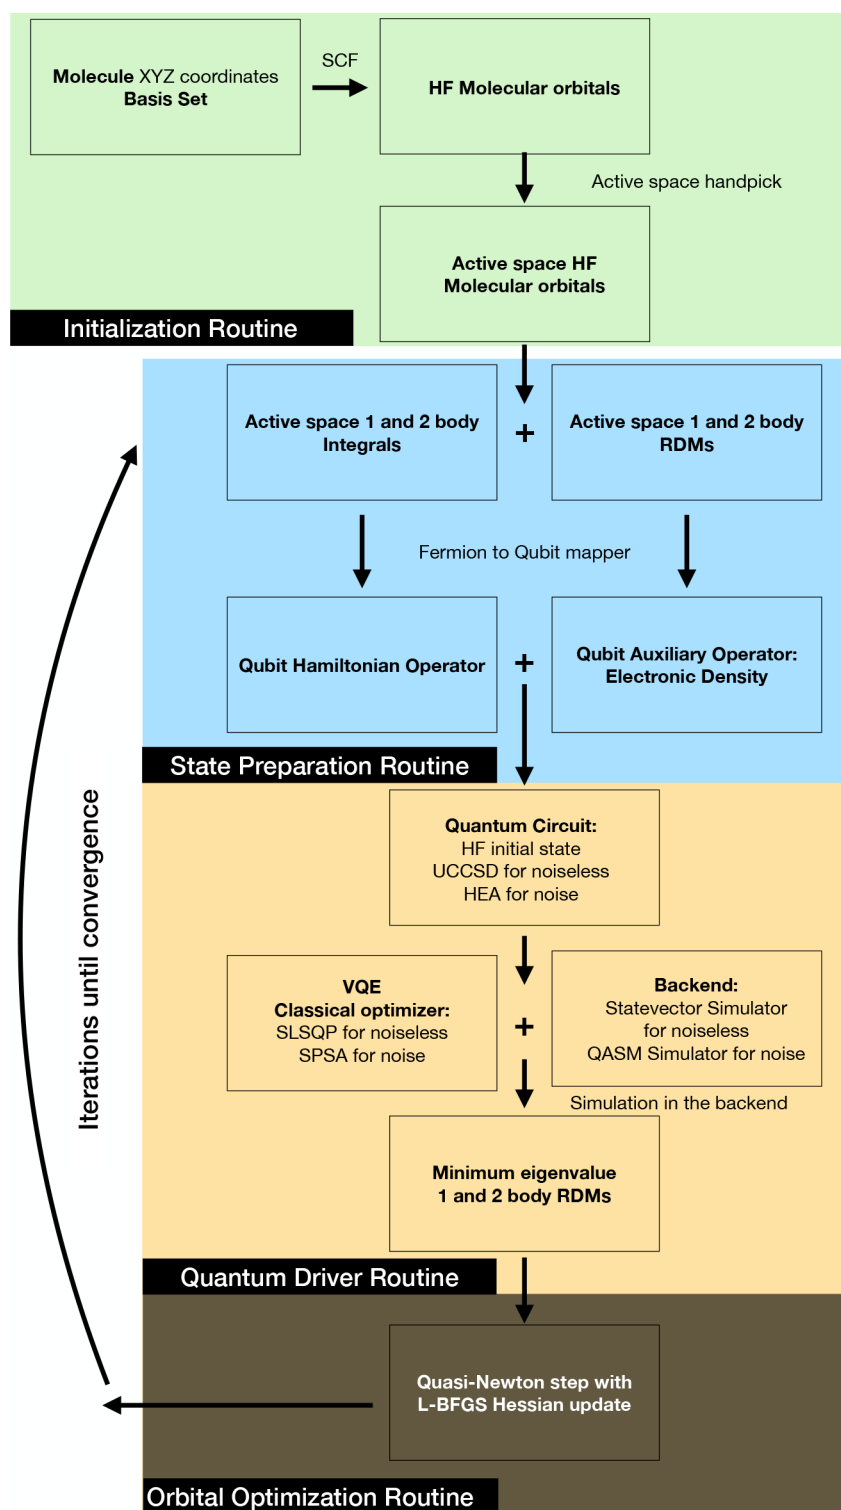 Molecule XYZ coordinates
Basis Set
SCF
HF Molecular orbitals
Active space handpick
Active space HF
Molecular orbitals
Initialization Routine
Active space 1 and 2 body
Integrals
+
Active space 1 and 2 body
RDMs
Fermion to Qubit mapper
Qubit Hamiltonian Operator
+
Qubit Auxiliary Operator:
Electronic Density
State Preparation Routine
Quantum Circuit:
HF initial state
UCCSD for noiseless
HEA for noise
VQE
Classical optimizer:
SLSQP for noiseless
SPSA for noise
+
Backend:
Statevector Simulator
for noiseless
QASM Simulator for noise
Simulation in the backend
Minimum eigenvalue
1 and 2 body RDMs
Quantum Driver Routine
Quasi-Newton step with
L-BFGS Hessian update
Orbital Optimization Routine
Iterations until convergence